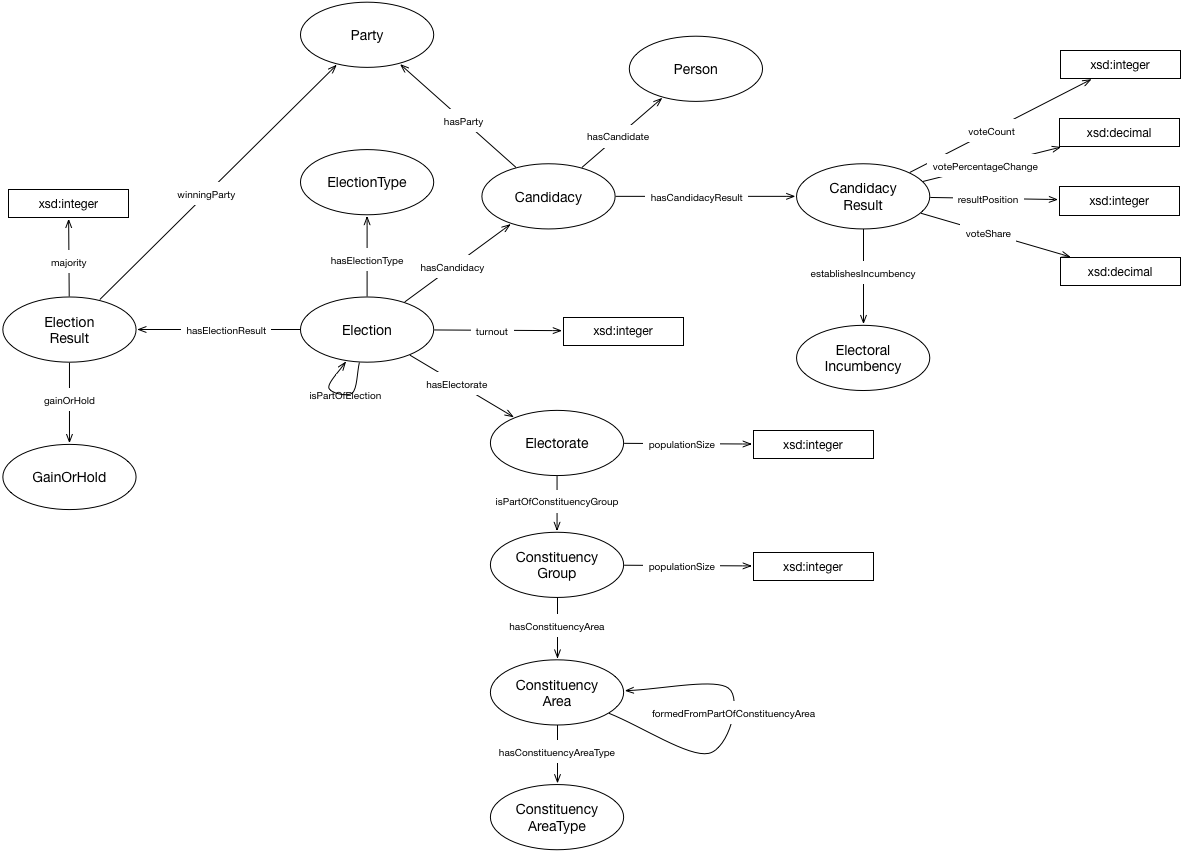 Party
Person
xsd:integer
hasParty
hasCandidate
voteCount
xsd:decimal
votePercentageChange
ElectionType
winningParty
Candidacy
hasCandidacyResult
Candidacy
Result
resultPosition
xsd:integer
xsd:integer
voteShare
majority
hasElectionType
hasCandidacy
establishesIncumbency
xsd:decimal
Election
Result
hasElectionResult
Election
turnout
xsd:integer
Electoral
Incumbency
isPartOfElection
hasElectorate
gainOrHold
Electorate
populationSize
xsd:integer
GainOrHold
isPartOfConstituencyGroup
Constituency
Group
populationSize
xsd:integer
hasConstituencyArea
Constituency
Area
formedFromPartOfConstituencyArea
hasConstituencyAreaType
Constituency
AreaType